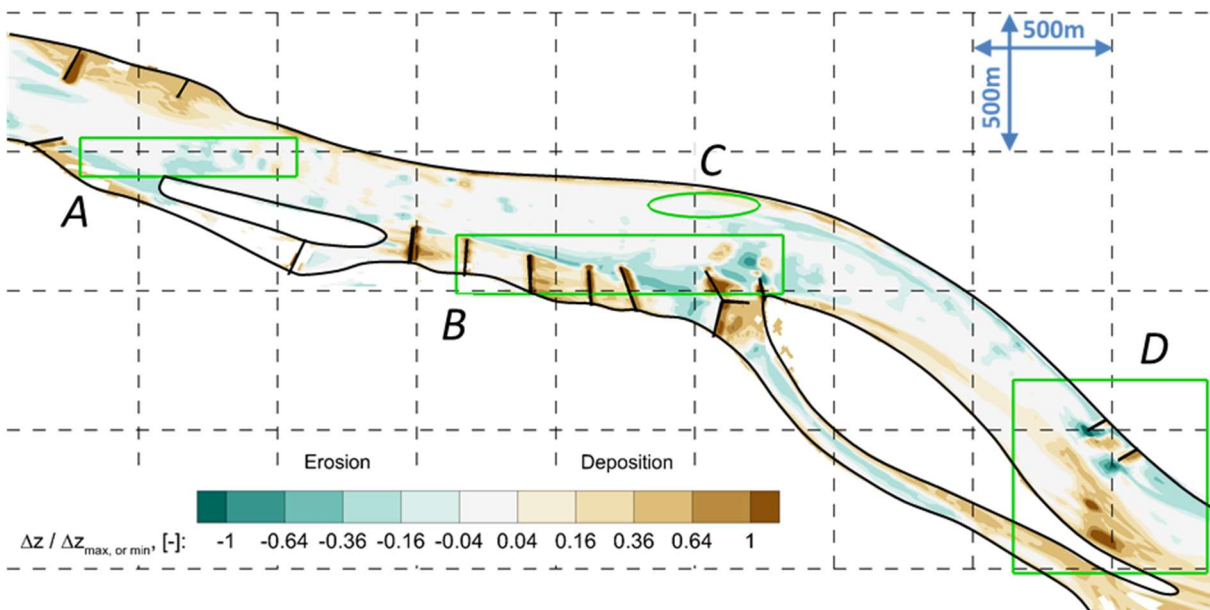 500m
500m
C
A
B
D
Erosion Deposition
Δz / Δzmax, or min, [-]: -1 -0.64 -0.36 -0.16 -0.04 0.04 0.16 0.36 0.64 1